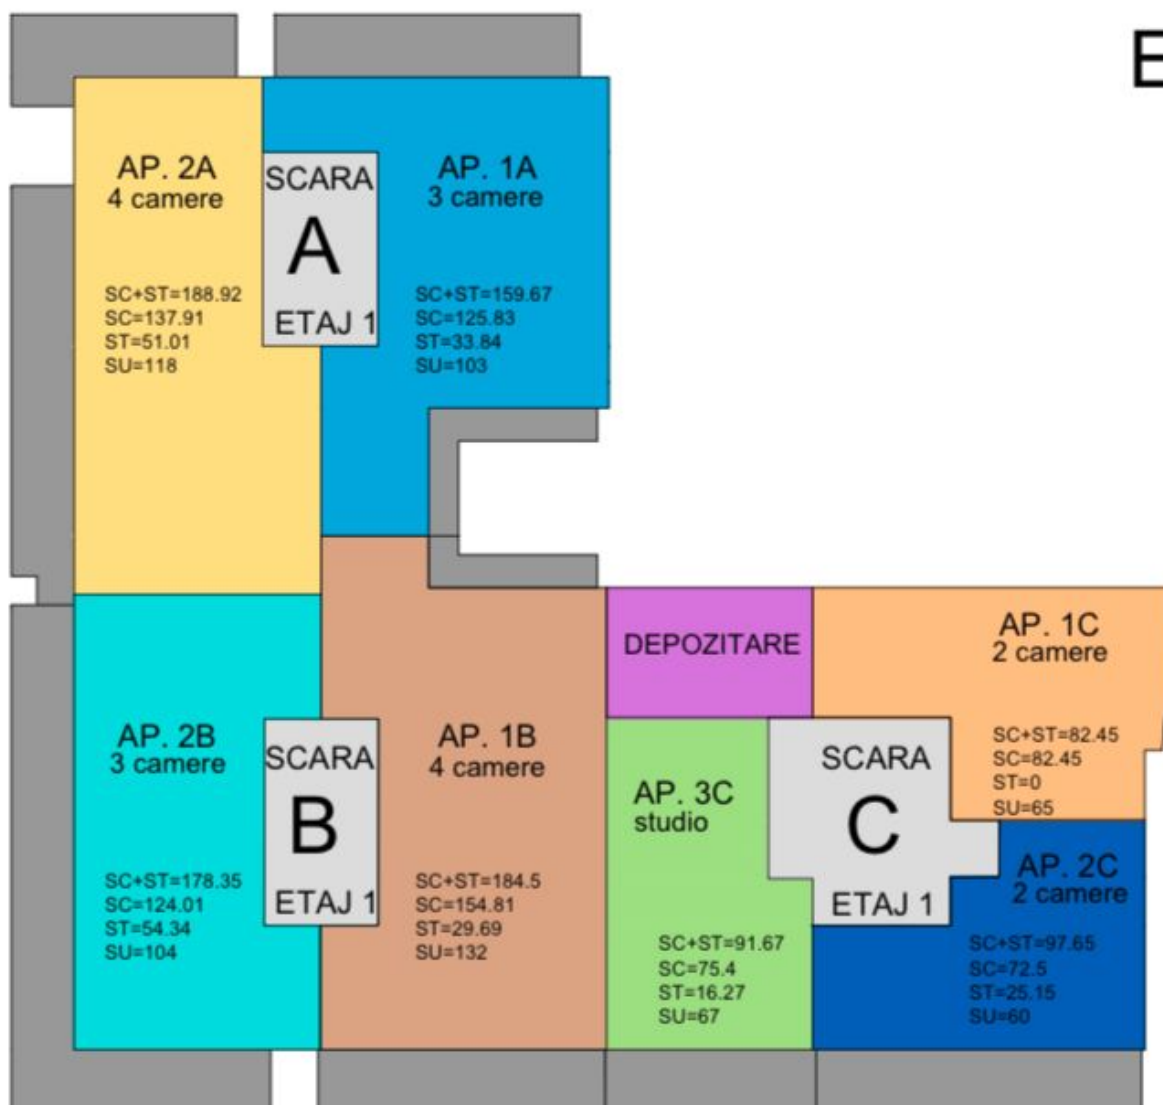 E
AP. 2A
4 camere
SC+ST=188.92
SC=137.91
ST=51.01
SU=118
SCARA
A
ETAJ 1
AP. 1A
3 camere
SC+ST=159.67
SC=125.83
ST=33.84
SU=103
AP. 2B
3 camere
SC+ST=178.35
SC=124.01
ST=54.34
SU=104
SCARA
B
ETAJ 1
AP. 1B
4 camere
SC+ST=184.5
SC=154.81
ST=29.69
SU=132
DEPOZITARE
AP. 3C
studio
SC+ST=91.67
SC=75.4
ST=16.27
SU=67
SCARA
C
ETAJ 1
AP. 1C
2 camere
SC+ST=82.45
SC=82.45
ST=0
SU=65
AP. 2C
2 camere
SC+ST=97.65
SC=72.5
ST=25.15
SU=60